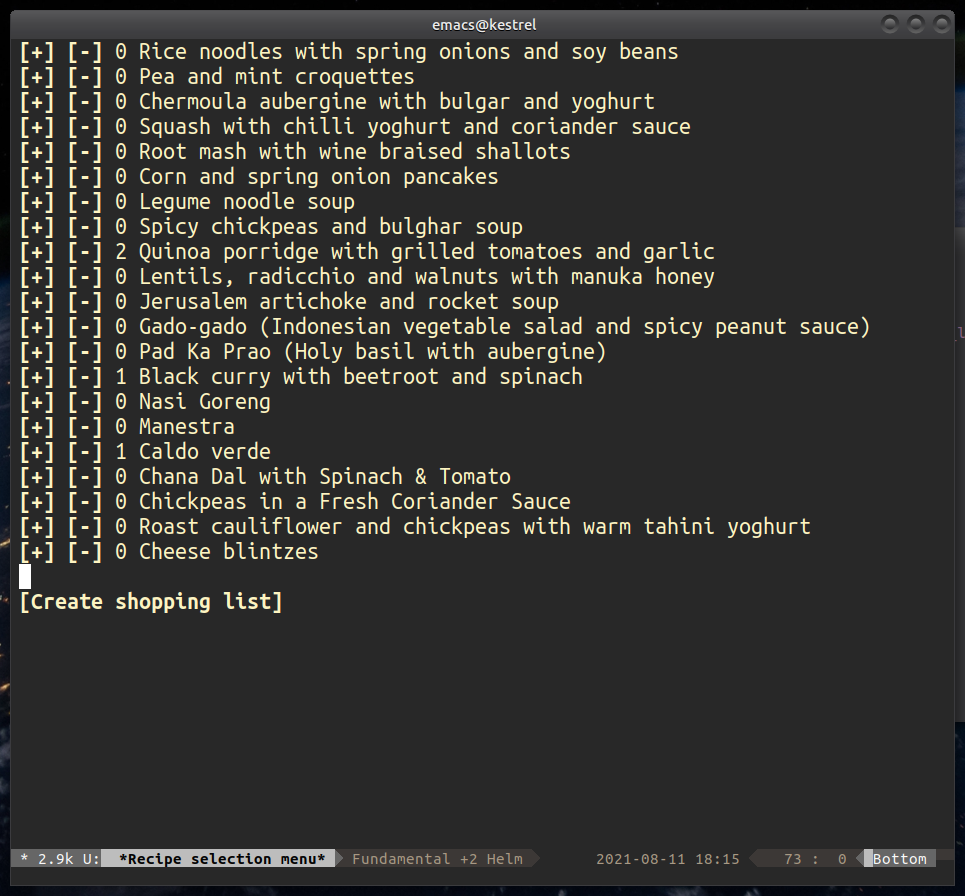 emacs@kestrel
[+] [-] 0 Rice noodles with spring onions and soy beans
[+] [-] 0 Pea and mint croquettes
[+] [-] 0 Chermoula aubergine with bulgar and yoghurt
[+] [-] 0 Squash with chilli yoghurt and coriander sauce
[+] [-] 0 Root mash with wine braised shallots
[+] [-] 0 Corn and spring onion pancakes
[+] [-] 0 Legume noodle soup
[+] [-] 0 Spicy chickpeas and bulghar soup
[+] [-] 2 Quinoa porridge with grilled tomatoes and garlic
[+] [-] 0 Lentils, radicchio and walnuts with manuka honey
[+] [-] 0 Jerusalem artichoke and rocket soup
[+] [-] 0 Gado-gado (Indonesian vegetable salad and spicy peanut sauce)
[+] [-] 0 Pad Ka Prao (Holy basil with aubergine)
[+] [-] 1 Black curry with beetroot and spinach
[+] [-] 0 Nasi Goreng
[+] [-] 0 Manestra
[+] [-] 1 Caldo verde
[+] [-] 0 Chana Dal with Spinach & Tomato
[+] [-] 0 Chickpeas in a Fresh Coriander Sauce
[+] [-] 0 Roast cauliflower and chickpeas with warm tahini yoghurt
[+] [-] 0 Cheese blintzes
[Create shopping list]
* 2.9k U: *Recipe selection menu* Fundamental +2 Helm 2021-08-11 18:15 73 : 0 Bottom